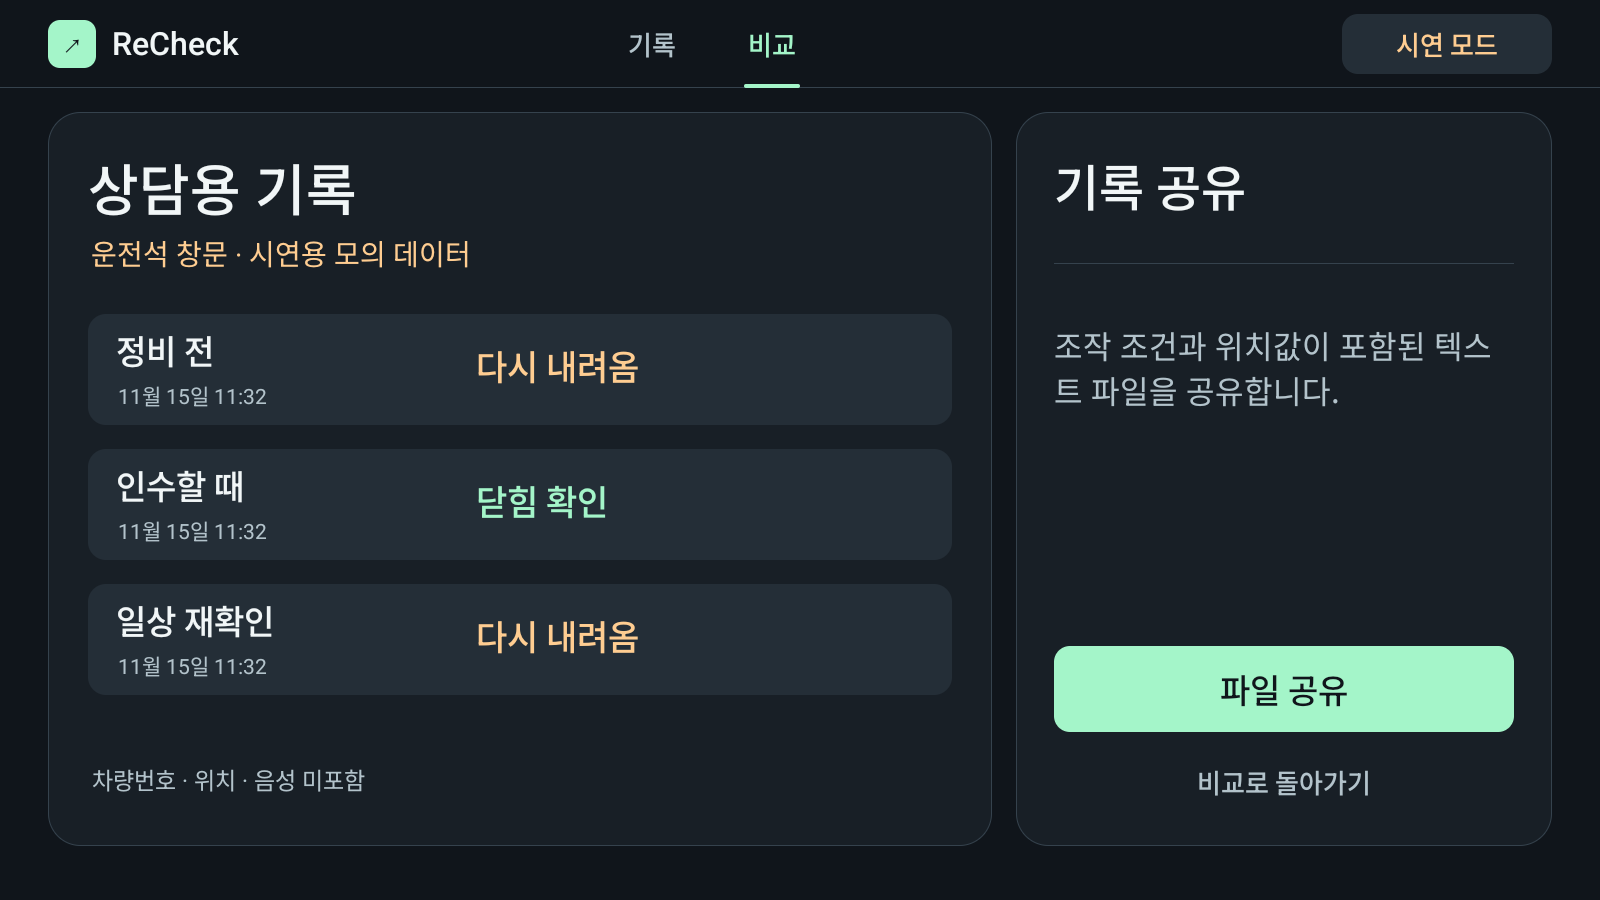 ReCheck
기록
비교
시연 모드
상담용 기록
운전석 창문 · 시연용 모의 데이터
정비 전
다시 내려옴
11월 15일 11:32
인수할 때
닫힘 확인
11월 15일 11:32
일상 재확인
다시 내려옴
11월 15일 11:32
차량번호 · 위치 · 음성 미포함
기록 공유
조작 조건과 위치값이 포함된 텍스
트 파일을 공유합니다.
파일 공유
비교로 돌아가기